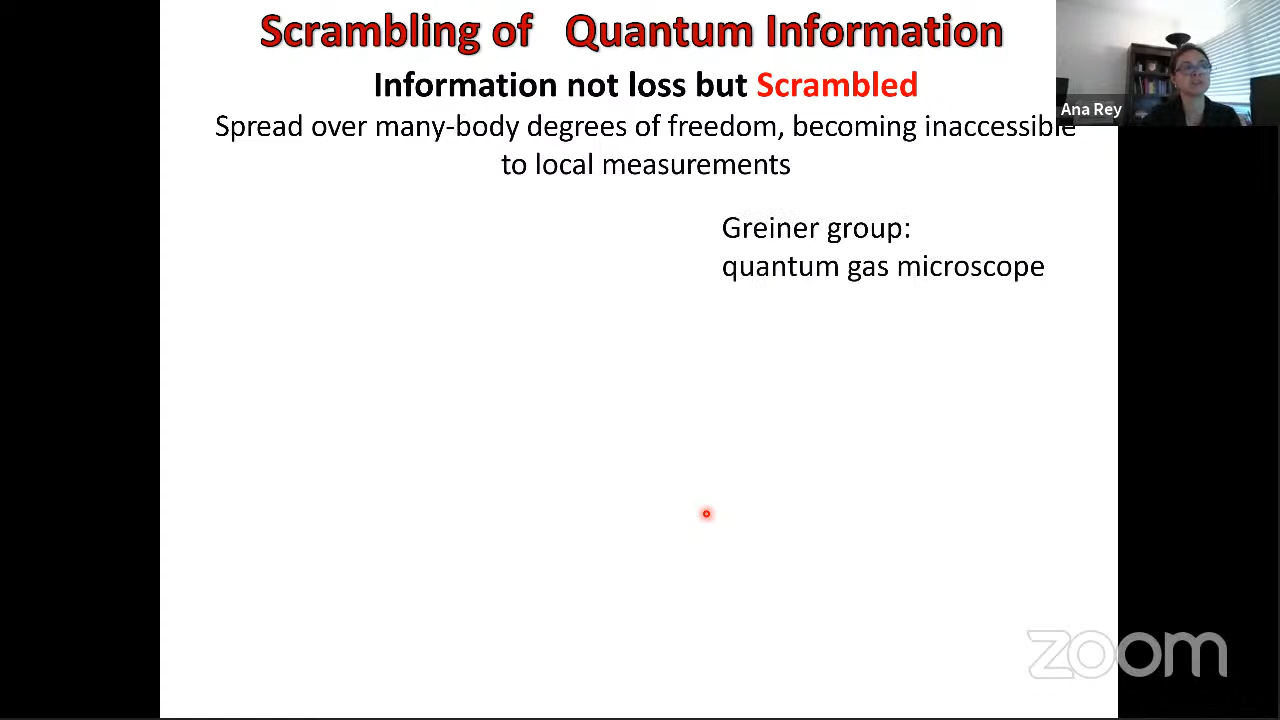 Scrambling of Quantum Information
Information not loss but Scrambled
Spread over many-body degrees of freedom, becoming inaccessible
to local measurements
Greiner group:
quantum gas microscope
Ana Rey
zoom